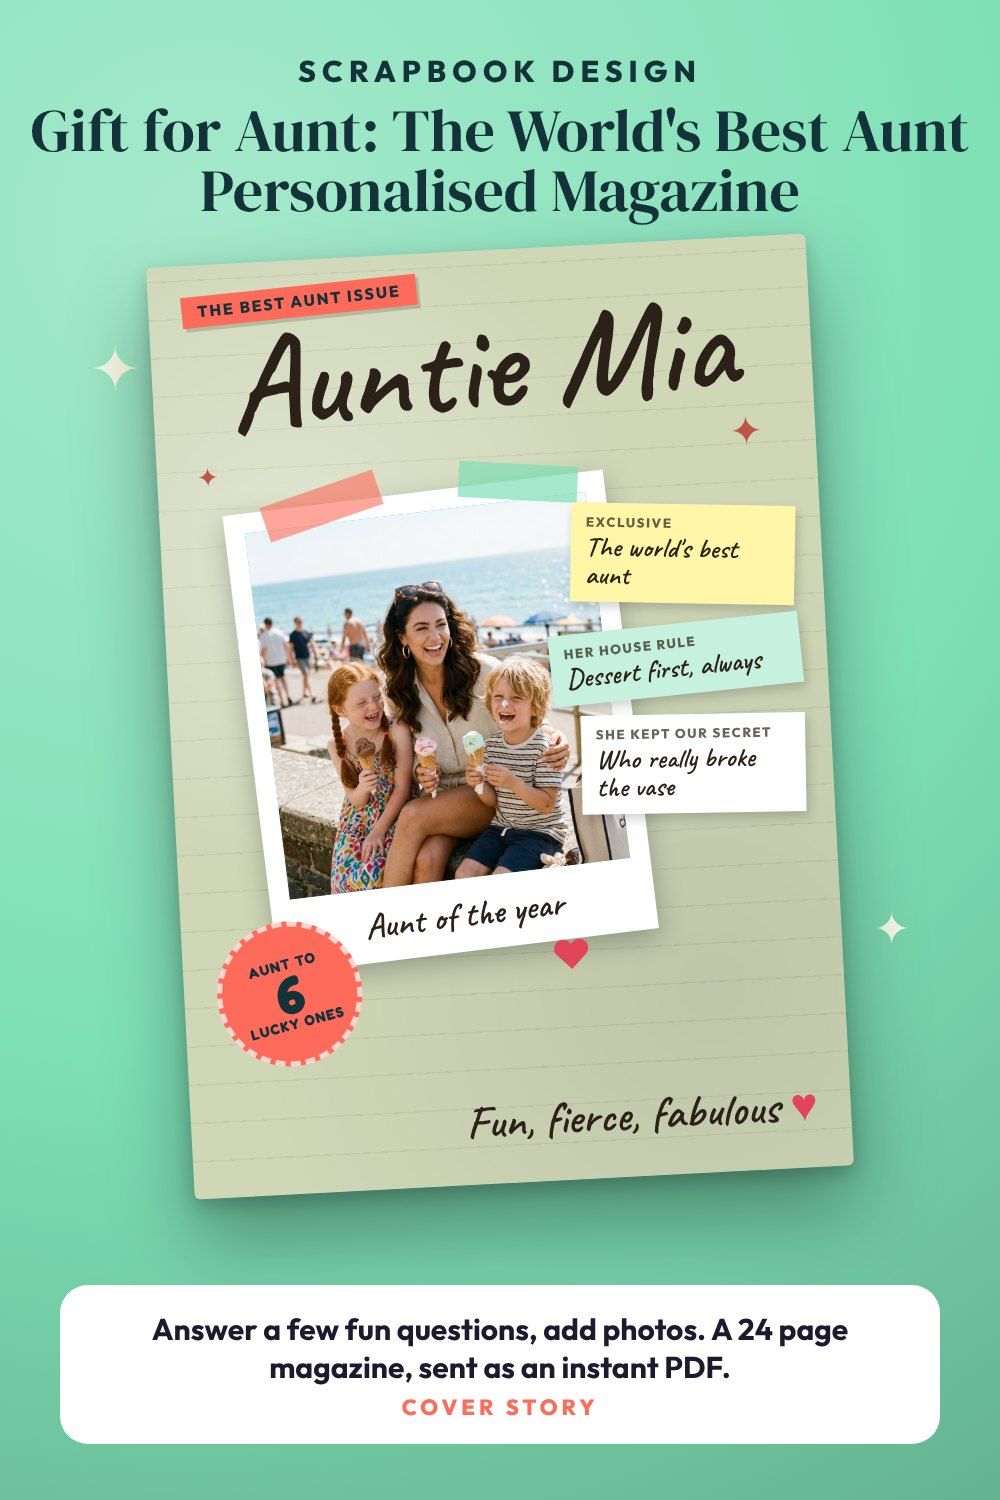 SCRAPBOOK DESIGN
Gift for Aunt: The World's Best Aunt
Personalised Magazine
THE BEST AUNT ISSUE
Auntie Mia
EXCLUSIVE
The world's best
aunt
HER HOUSE RULE
Dessert first, always
SHE KEPT OUR SECRET
Who really broke
the vase
Aunt of the year
AUNT TO
6
LUCKY ONES
Fun, fierce, fabulous
Answer a few fun questions, add photos. A 24 page
magazine, sent as an instant PDF.
COVER STORY